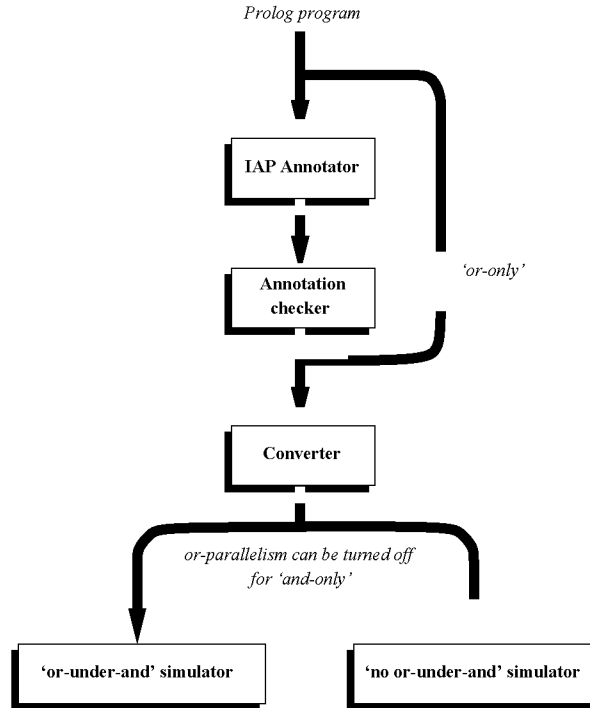 Prolog program
IAP Annotator
'or-only'
Annotation
checker
Converter
or-parallelism can be turned off
for 'and-only'
'or-under-and' simulator
'no or-under-and' simulator